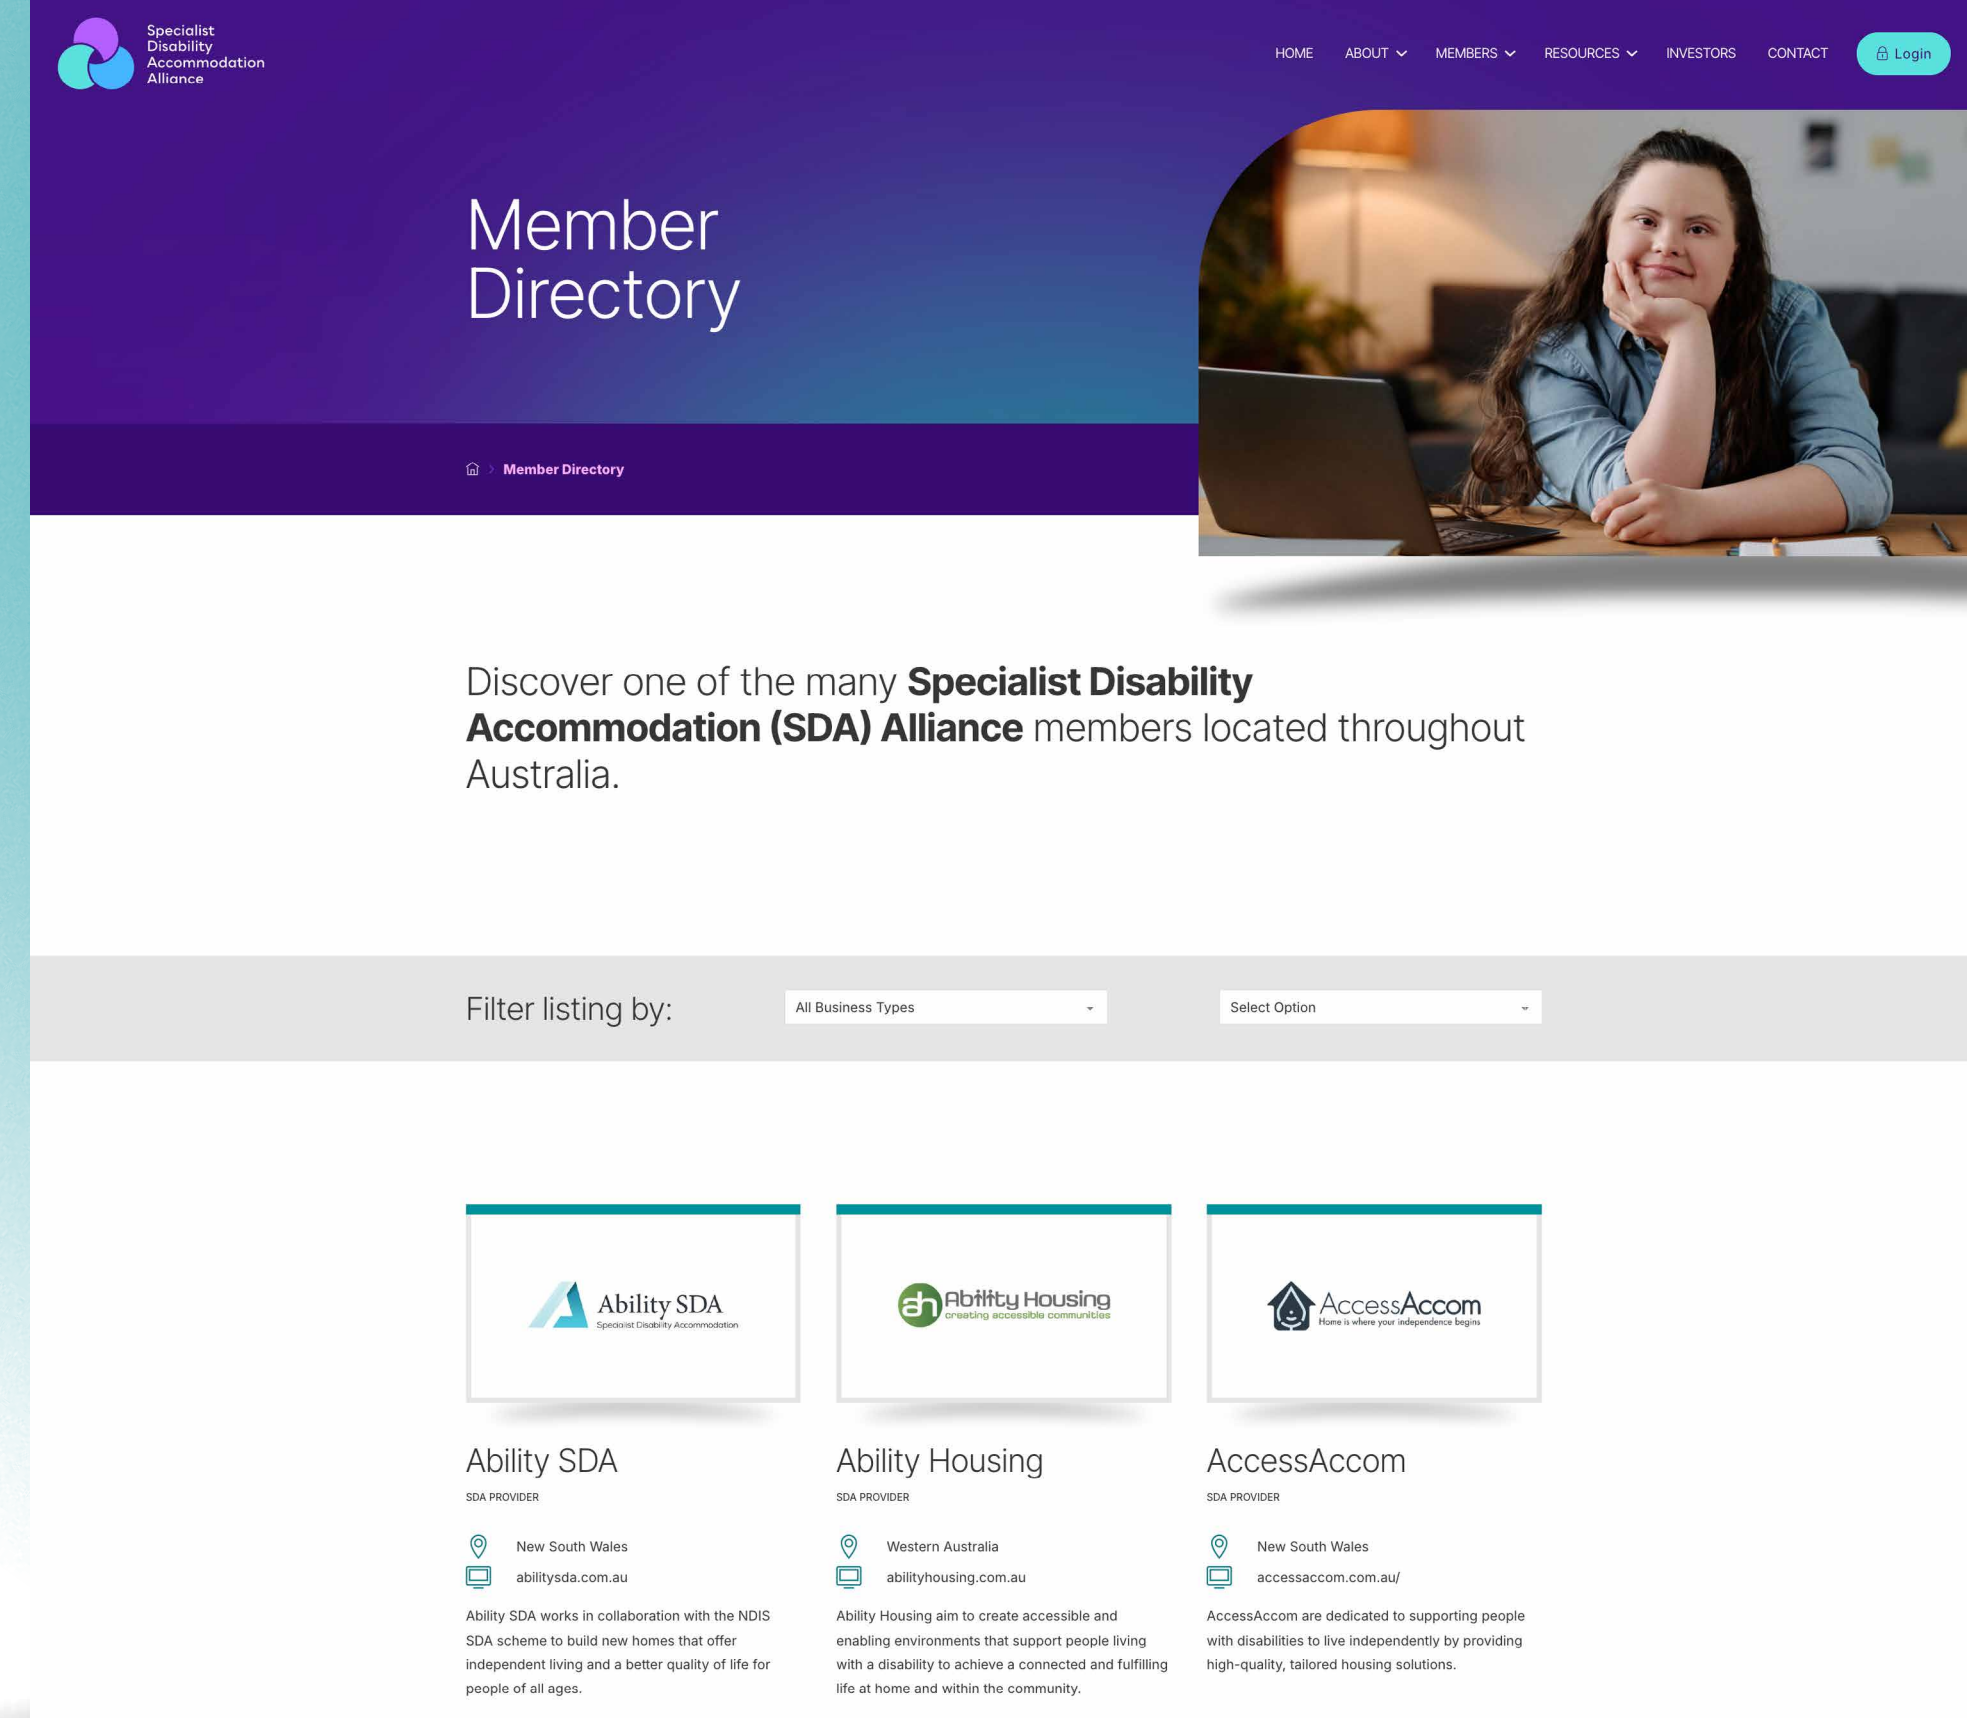 Specialist
Disability
Accommodation
Alliance
HOME ABOUT MEMBERS RESOURCES INVESTORS CONTACT Login
Member
Directory
Member Directory
Discover one of the many Specialist Disability
Accommodation (SDA) Alliance members located throughout
Australia.
Filter listing by: All Business Types Select Option
Ability SDA
Specialist Disability Accommodation
ah Ability Housing
creating accessible communities
AccessAccom
Home is where your independence begins
Ability SDA
SDA PROVIDER
New South Wales
abilitysda.com.au
Ability SDA works in collaboration with the NDIS
SDA scheme to build new homes that offer
independent living and a better quality of life for
people of all ages.
Ability Housing
SDA PROVIDER
Western Australia
abilityhousing.com.au
Ability Housing aim to create accessible and
enabling environments that support people living
with a disability to achieve a connected and fulfilling
life at home and within the community.
AccessAccom
SDA PROVIDER
New South Wales
accessaccom.com.au/
AccessAccom are dedicated to supporting people
with disabilities to live independently by providing
high-quality, tailored housing solutions.